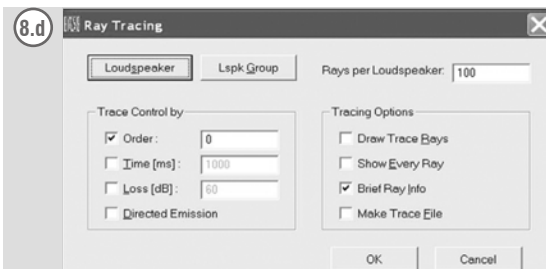 8.d
Ray Tracing
Loudspeaker Lspk Group Rays per Loudspeaker: 100
Trace Control by
Order: 0
Time [ms]: 1000
Loss [dB]: 60
Directed Emission
Tracing Options
Draw Trace Rays
Show Every Ray
Brief Ray Info
Make Trace File
OK Cancel